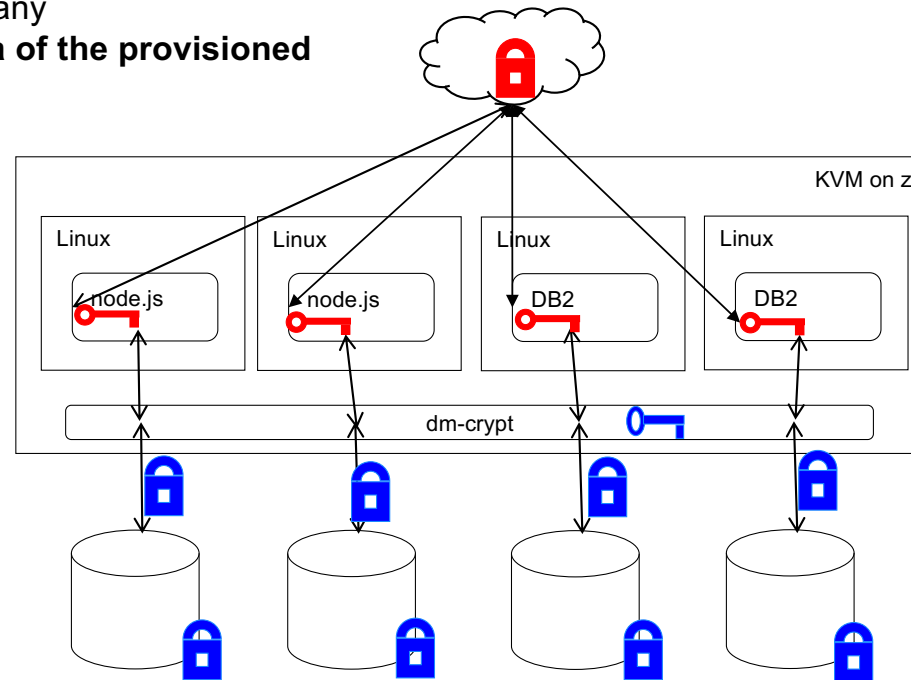 any
a of the provisioned
KVM on z
Linux
Linux
Linux
Linux
node.js
node.js
DB2
DB2
dm-crypt